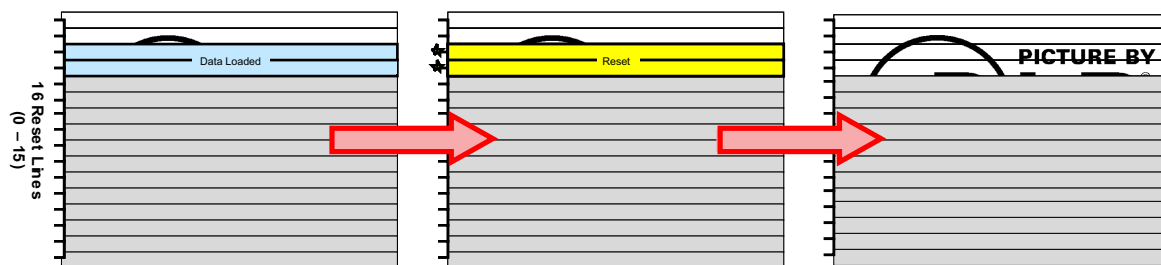 16 Reset Lines
(0 – 15)
Data Loaded
Reset
PICTURE BY
®